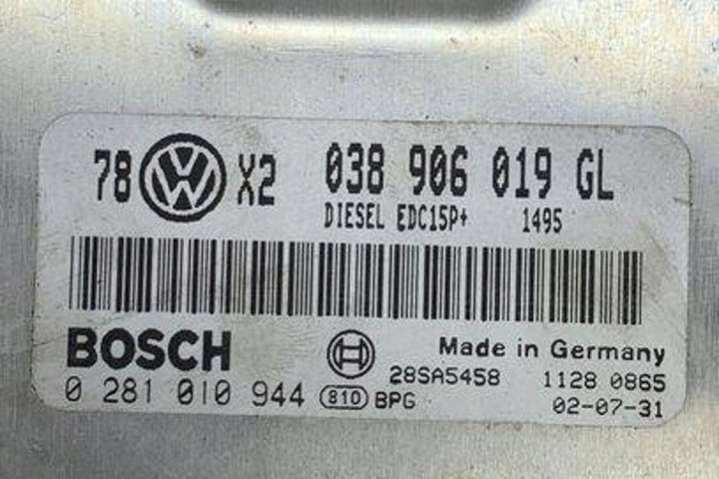 78 VW X2 038 906 019 GL
DIESEL EDC15P+ 1495
BOSCH Made in Germany
28SA5458 1128 0865
0 281 010 944 810 BPG 02-07-31